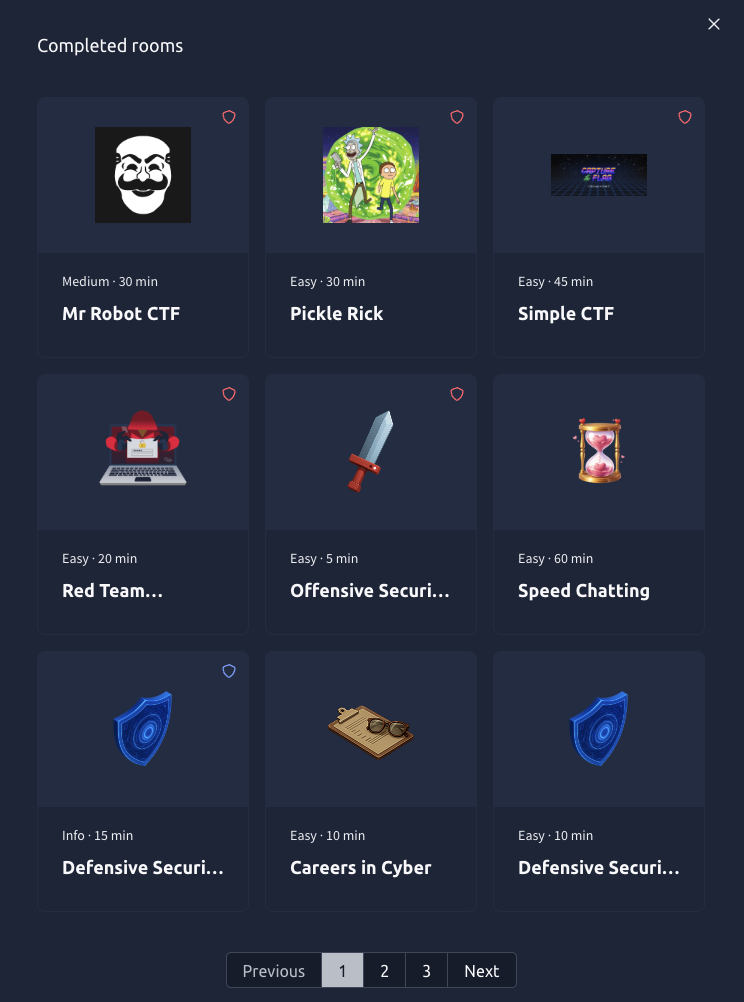 Completed rooms
Medium · 30 min
Mr Robot CTF
Easy · 30 min
Pickle Rick
CAPTURE
FLAG
Easy · 45 min
Simple CTF
Easy · 20 min
Red Team...
Easy · 5 min
Offensive Securi...
Easy · 60 min
Speed Chatting
Info · 15 min
Defensive Securi...
Easy · 10 min
Careers in Cyber
Easy · 10 min
Defensive Securi...
Previous 1 2 3 Next